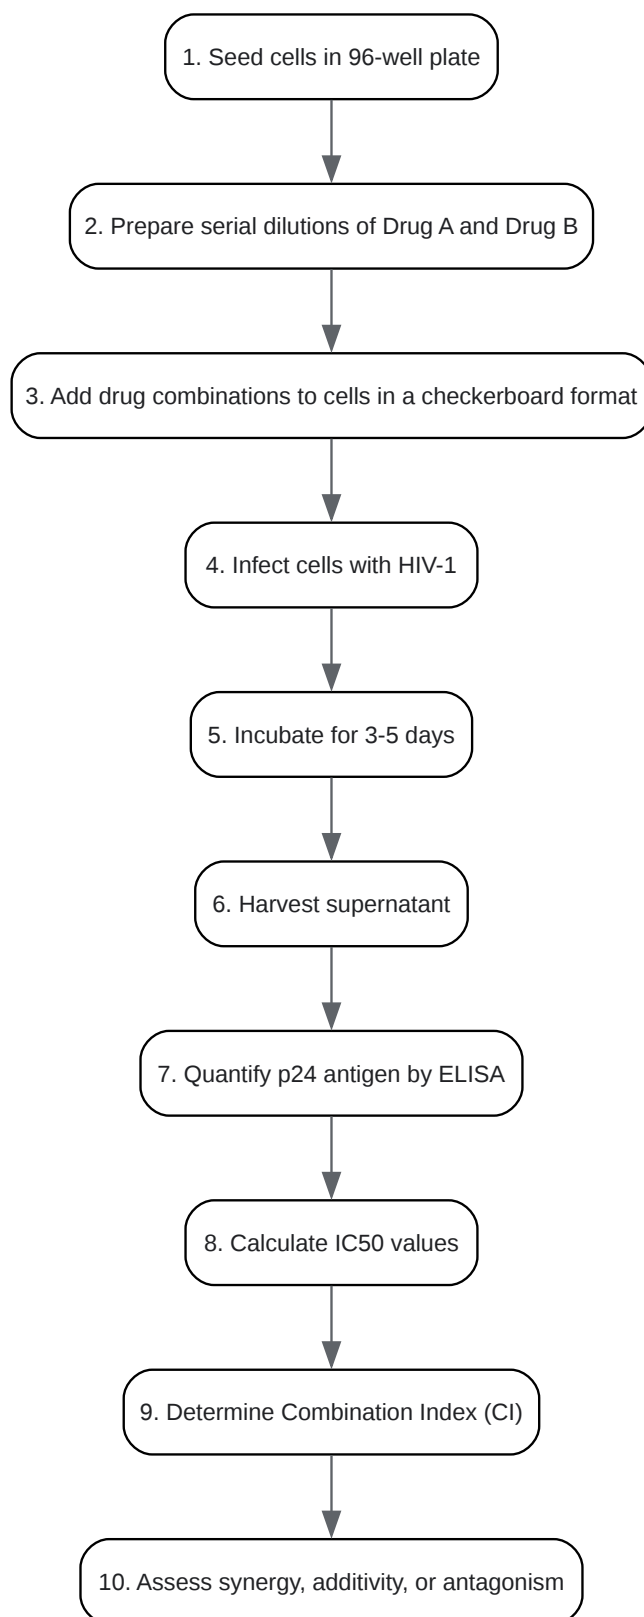 1. Seed cells in 96-well plate
2. Prepare serial dilutions of Drug A and Drug B
3. Add drug combinations to cells in a checkerboard format
4. Infect cells with HIV-1
5. Incubate for 3-5 days
6. Harvest supernatant
7. Quantify p24 antigen by ELISA
8. Calculate IC50 values
9. Determine Combination Index (CI)
10. Assess synergy, additivity, or antagonism